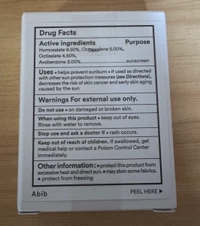 Drug Facts
Active ingredients Purpose
Homosalate 9.60%, Octocrylene 6.00%,
Octisalate 4.80%,
Avobenzone 3.00% sunscreen
Uses • helps prevent sunburn • If used as directed
with other sun protection measures (see Directions),
decreases the risk of skin cancer and early skin aging
caused by the sun
Warnings For external use only.
Do not use • on damaged or broken skin.
When using this product • keep out of eyes.
Rinse with water to remove.
Stop use and ask a doctor if • rash occurs.
Keep out of reach of children. If swallowed, get
medical help or contact a Poison Control Center
immediately.
Other information: • protect this product from
excessive heat and direct sun. • may stain some fabrics.
• protect from freezing
Abib PEEL HERE